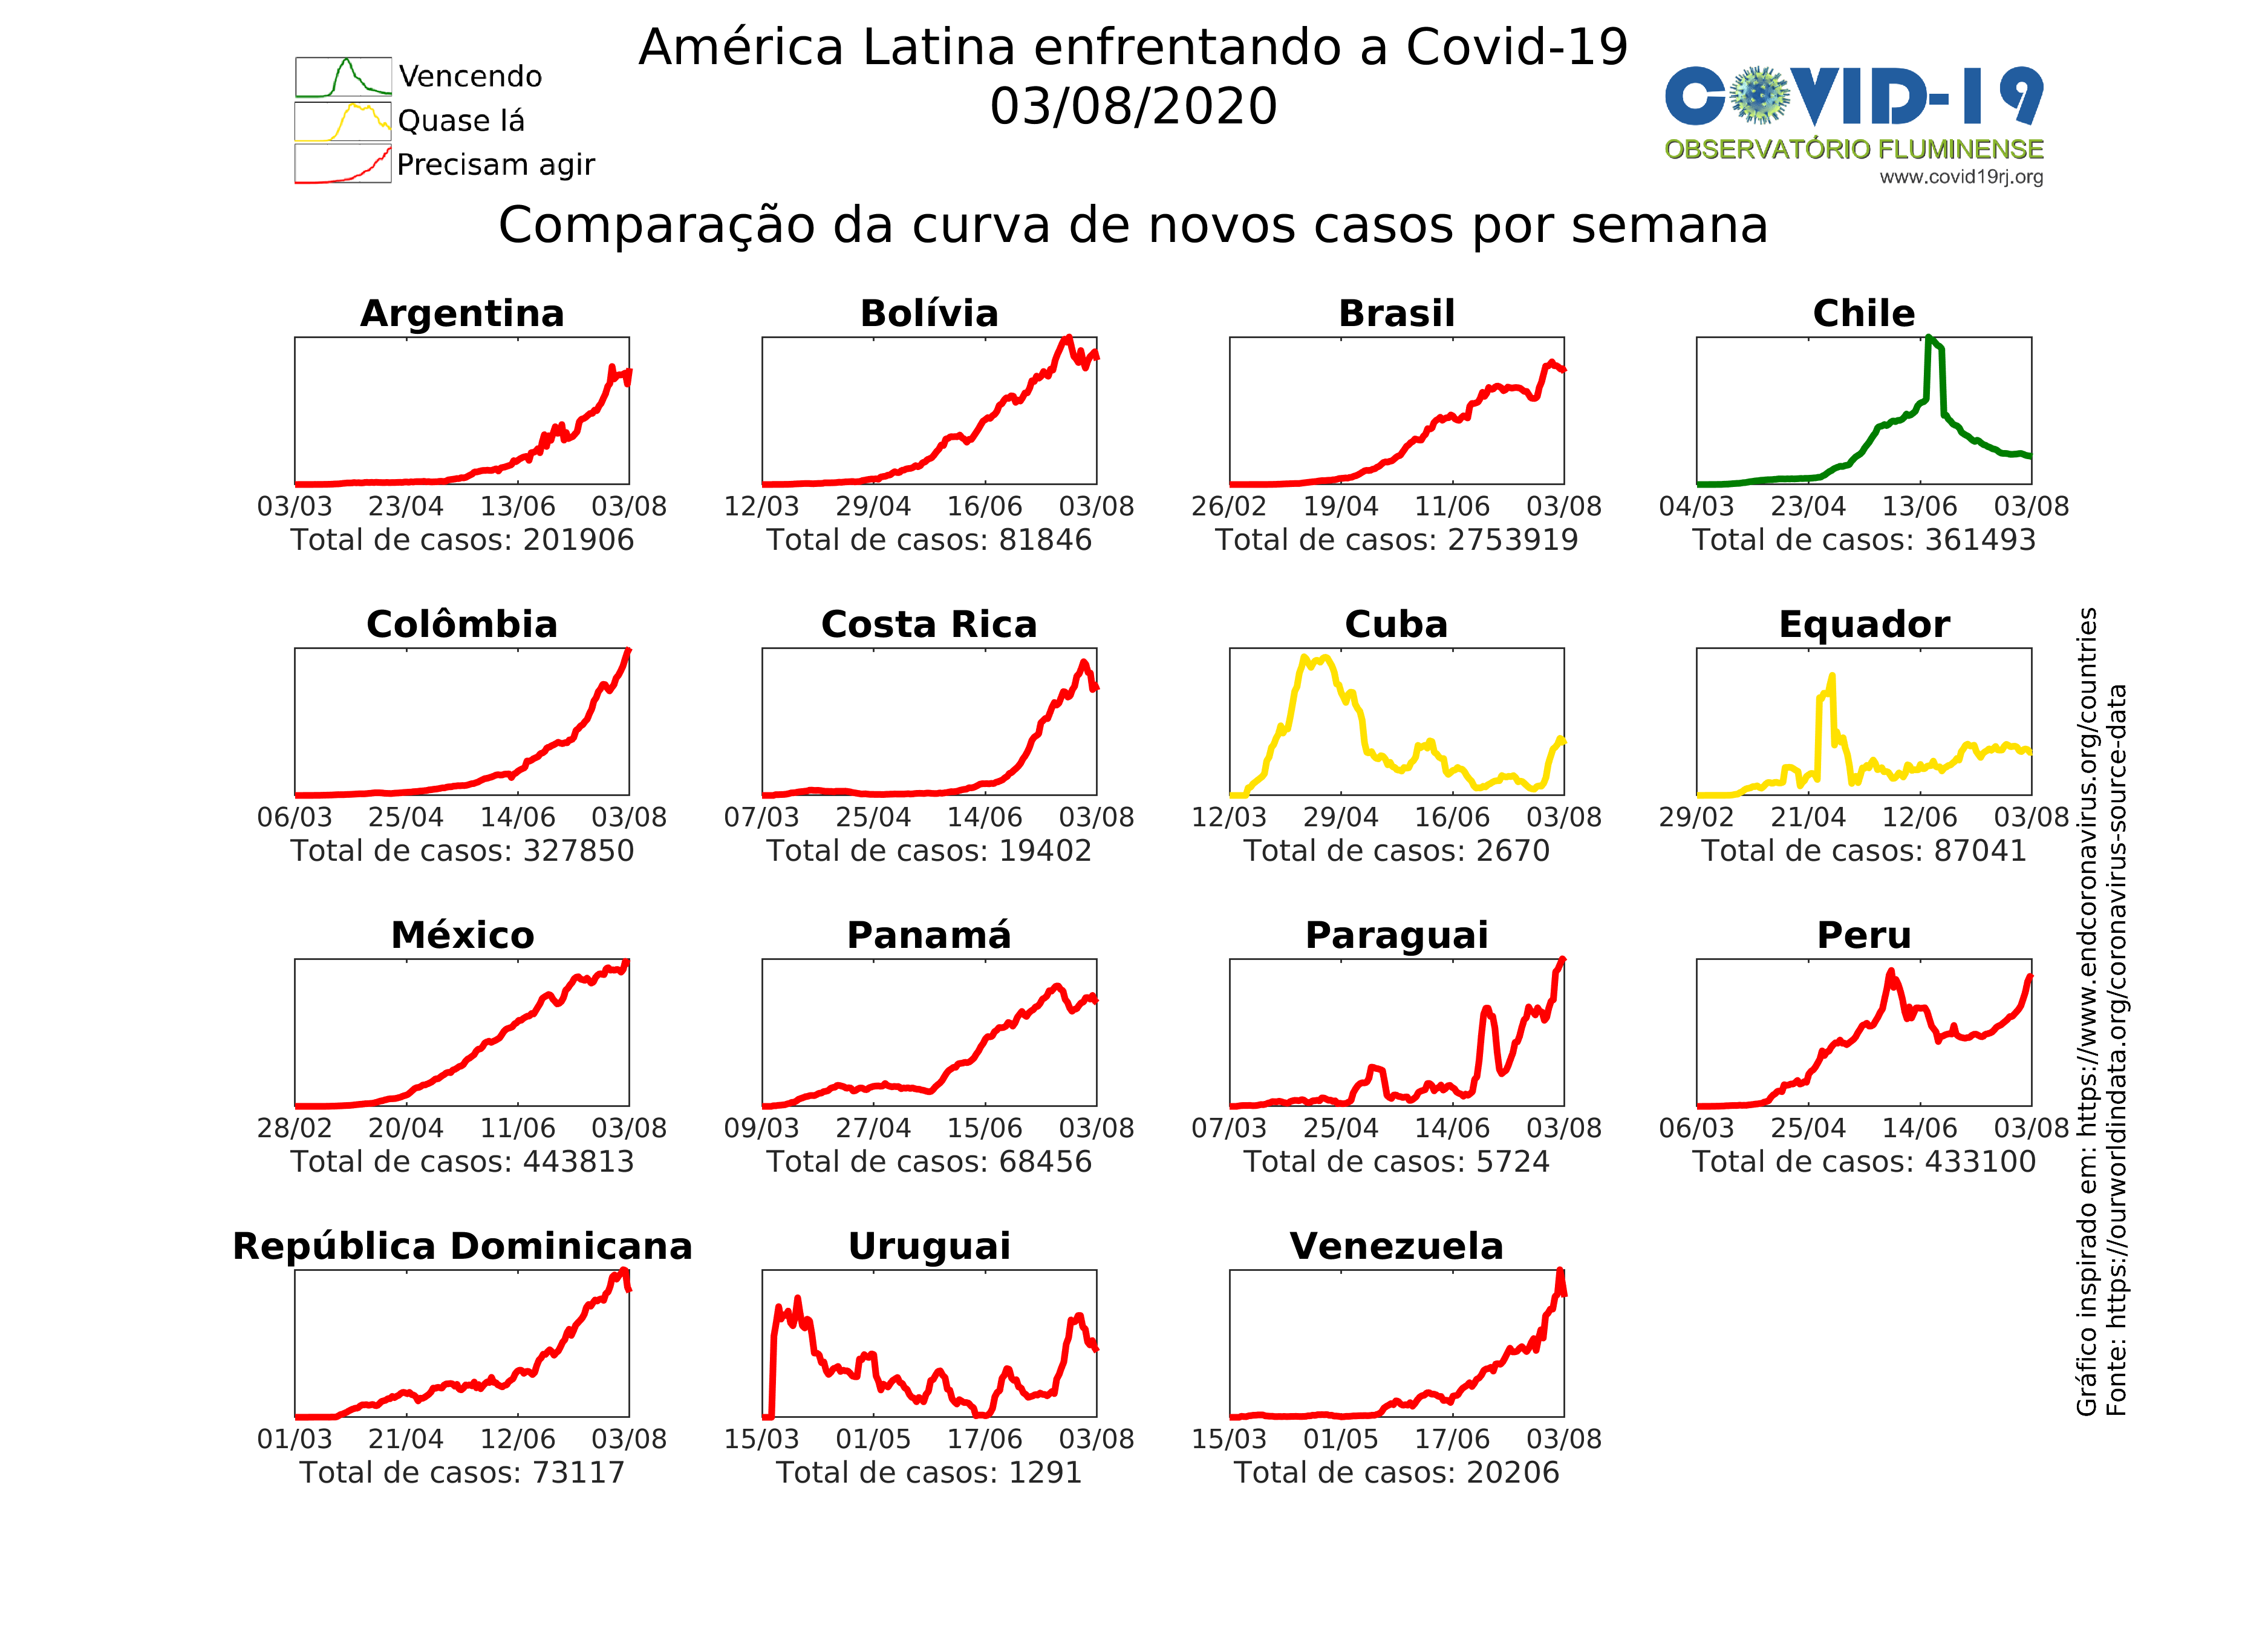 América Latina enfrentando a Covid-19
03/08/2020
Vencendo
Quase lá
Precisam agir
COVID-19
OBSERVATÓRIO FLUMINENSE
www.covid19rj.org
Comparação da curva de novos casos por semana
Argentina
03/03 23/04 13/06 03/08
Total de casos: 201906
Bolívia
12/03 29/04 16/06 03/08
Total de casos: 81846
Brasil
26/02 19/04 11/06 03/08
Total de casos: 2753919
Chile
04/03 23/04 13/06 03/08
Total de casos: 361493
Colômbia
06/03 25/04 14/06 03/08
Total de casos: 327850
Costa Rica
07/03 25/04 14/06 03/08
Total de casos: 19402
Cuba
12/03 29/04 16/06 03/08
Total de casos: 2670
Equador
29/02 21/04 12/06 03/08
Total de casos: 87041
México
28/02 20/04 11/06 03/08
Total de casos: 443813
Panamá
09/03 27/04 15/06 03/08
Total de casos: 68456
Paraguai
07/03 25/04 14/06 03/08
Total de casos: 5724
Peru
06/03 25/04 14/06 03/08
Total de casos: 433100
República Dominicana
01/03 21/04 12/06 03/08
Total de casos: 73117
Uruguai
15/03 01/05 17/06 03/08
Total de casos: 1291
Venezuela
15/03 01/05 17/06 03/08
Total de casos: 20206
Gráfico inspirado em: https://www.endcoronavirus.org/countries
Fonte: https://ourworldindata.org/coronavirus-source-data